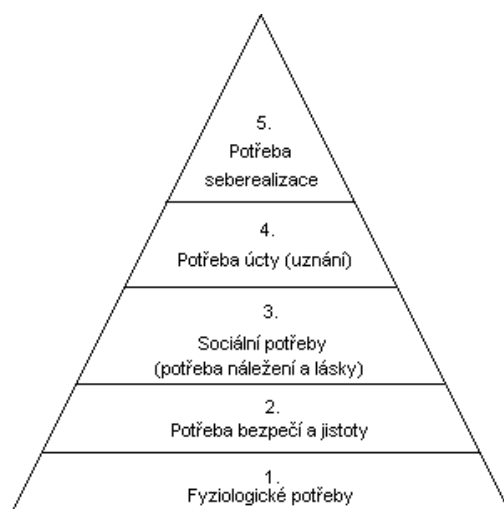 5.
Potřeba
seberealizace
4.
Potřeba úcty (uznání)
3.
Sociální potřeby
(potřeba náležení a lásky)
2.
Potřeba bezpečí a jistoty
1.
Fyziologické potřeby